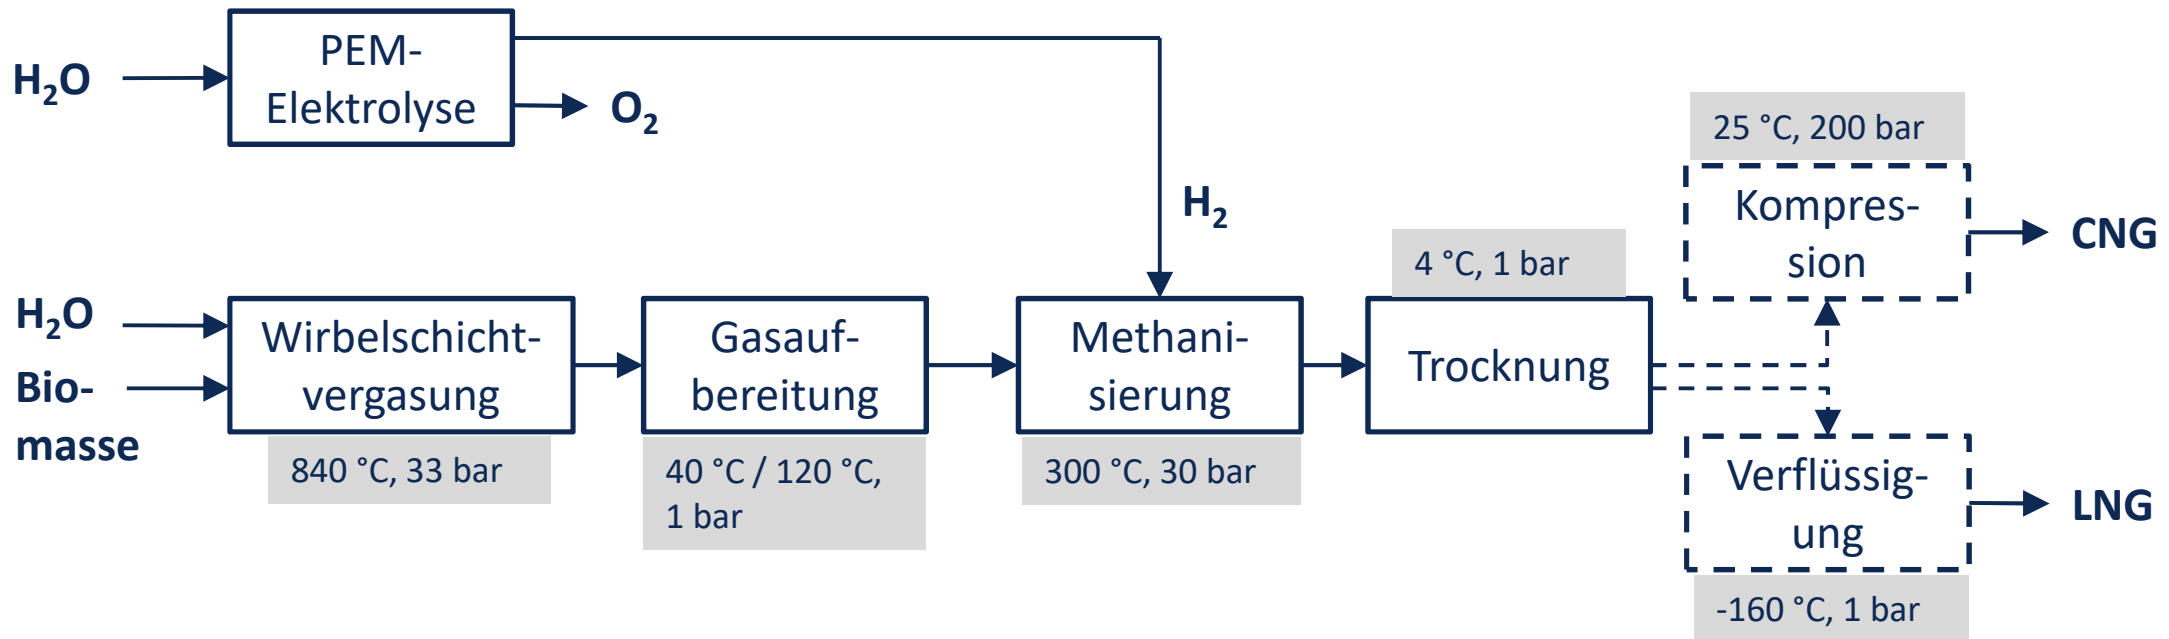 H₂O
PEM-
Elektrolyse
O₂
H₂
H₂O
Bio-
masse
Wirbelschicht-
vergasung
840 °C, 33 bar
Gasauf-
bereitung
40 °C / 120 °C,
1 bar
Methani-
sierung
300 °C, 30 bar
4 °C, 1 bar
Trocknung
25 °C, 200 bar
Kompres-
sion
CNG
Verflüssig-
ung
-160 °C, 1 bar
LNG